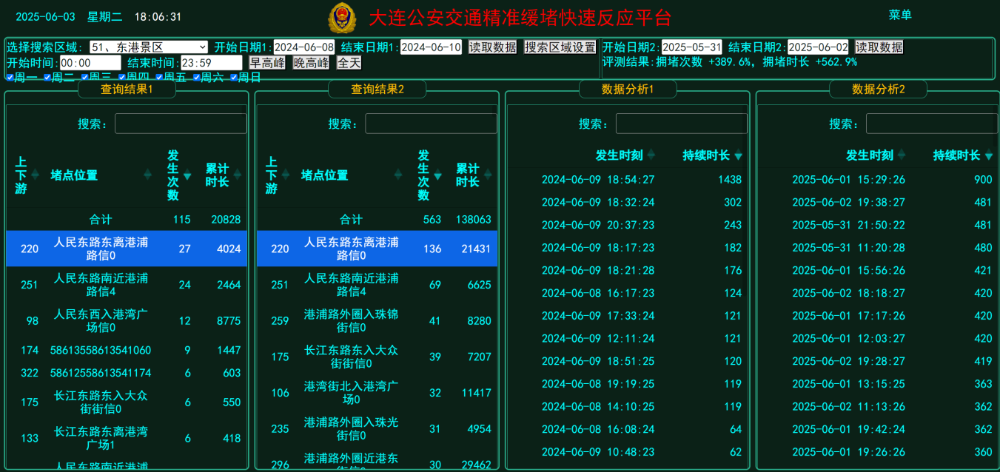 2025-06-03 星期二 18:06:31
大连公安交通精准缓堵快速反应平台
菜单
选择搜索区域: 51、东港景区 开始日期1: 2024-06-08 结束日期1: 2024-06-10 读取数据 搜索区域设置
开始时间: 00:00 结束时间: 23:59 早高峰 晚高峰 全天
周一 周二 周三 周四 周五 周六 周日
开始日期2: 2025-05-31 结束日期2: 2025-06-02 读取数据
评测结果:拥堵次数 +389.6%, 拥堵时长 +562.9%
查询结果1
搜索:
上下游 堵点位置 发生次数 累计时长
合计 115 20828
220 人民东路东离港浦路信0 27 4024
251 人民东路南近港浦路信4 24 2464
98 人民东西入港湾广场信0 12 8775
174 58613558613541060 9 1447
322 58612558613541174 6 603
175 长江东路东入大众街街信0 6 550
133 长江东路东离港湾广场1 6 418
人民东路南近港浦
查询结果2
搜索:
上下游 堵点位置 发生次数 累计时长
合计 563 138063
220 人民东路东离港浦路信0 136 21431
251 人民东路南近港浦路信4 69 6625
259 港浦路外圈入珠锦街信0 41 8280
175 长江东路东入大众街街信0 39 7207
106 港湾街北入港湾广场0 32 11417
235 港浦路外圈入珠光街信0 31 4954
296 港浦路外圈近港东街信0 30 29462
数据分析1
搜索:
发生时刻 持续时长
2024-06-09 18:54:27 1438
2024-06-09 18:32:24 302
2024-06-09 20:37:23 243
2024-06-09 18:17:23 182
2024-06-09 18:21:28 176
2024-06-08 16:17:23 124
2024-06-09 17:33:24 121
2024-06-09 12:11:24 121
2024-06-09 18:51:25 120
2024-06-08 19:19:25 119
2024-06-08 14:10:25 119
2024-06-08 16:08:24 64
2024-06-09 10:48:23 62
数据分析2
搜索:
发生时刻 持续时长
2025-06-01 15:29:26 900
2025-06-02 19:38:27 481
2025-05-31 21:50:22 481
2025-05-31 11:20:28 480
2025-06-01 15:56:26 421
2025-06-02 18:18:27 420
2025-06-01 17:17:26 420
2025-06-01 12:03:27 420
2025-06-02 19:28:27 419
2025-06-01 13:15:25 363
2025-06-02 11:13:26 362
2025-06-01 19:42:24 362
2025-06-01 19:26:26 360